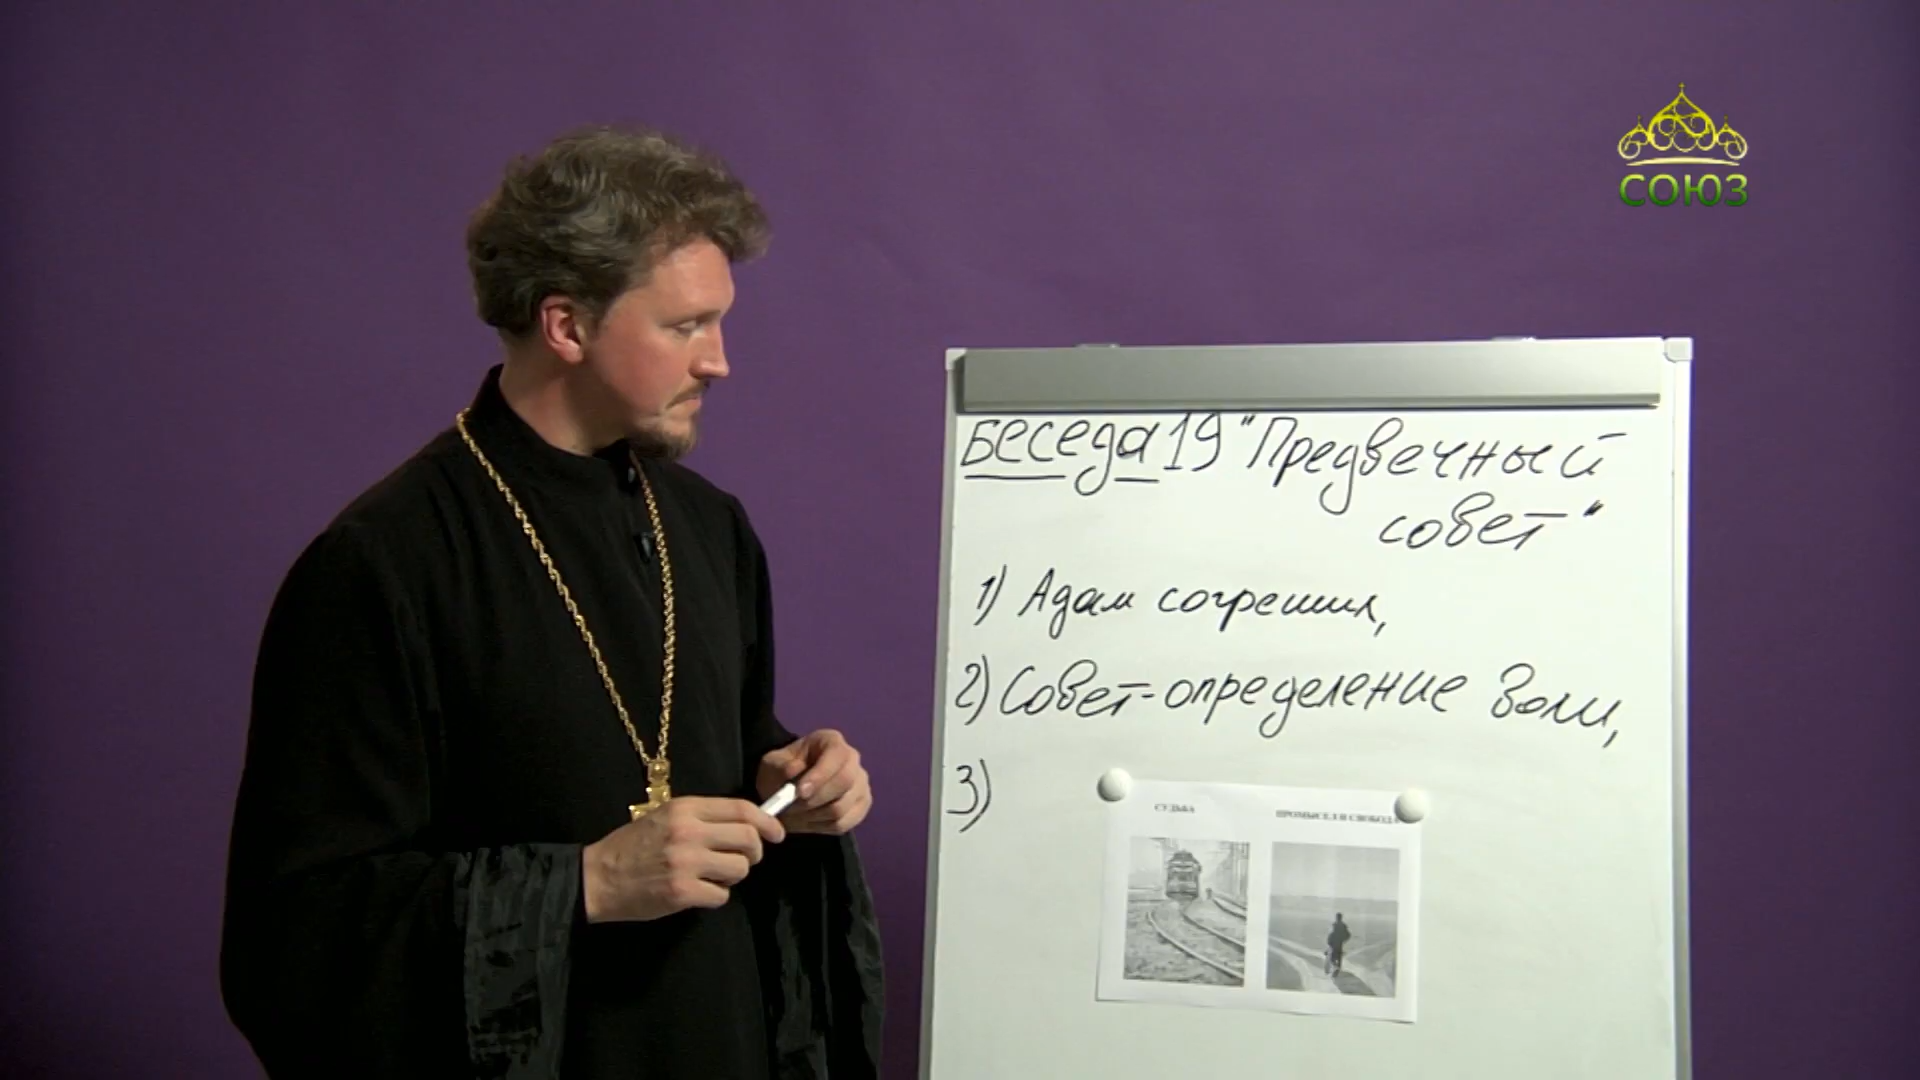 СОЮЗ
Беседа 19 "Предвечный
совет"
1) Адам согрешил,
2) Совет-определение воли,
3)
СУДЬБА
ПРОМЫСЕЛ И СВОБОДА